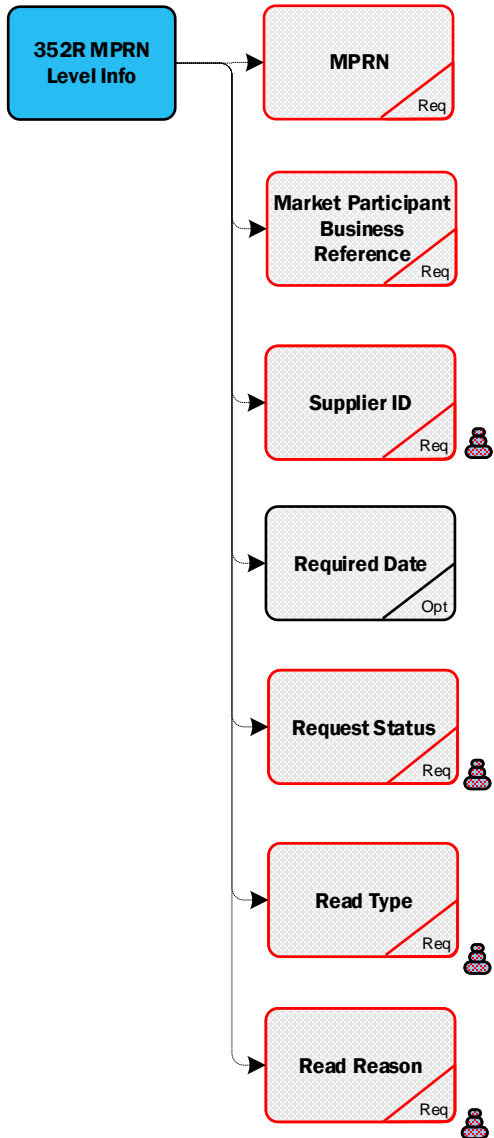 352R MPRN
Level Info
MPRN
Req
Market Participant
Business
Reference
Req
Supplier ID
Req
Required Date
Opt
Request Status
Req
Read Type
Req
Read Reason
Req